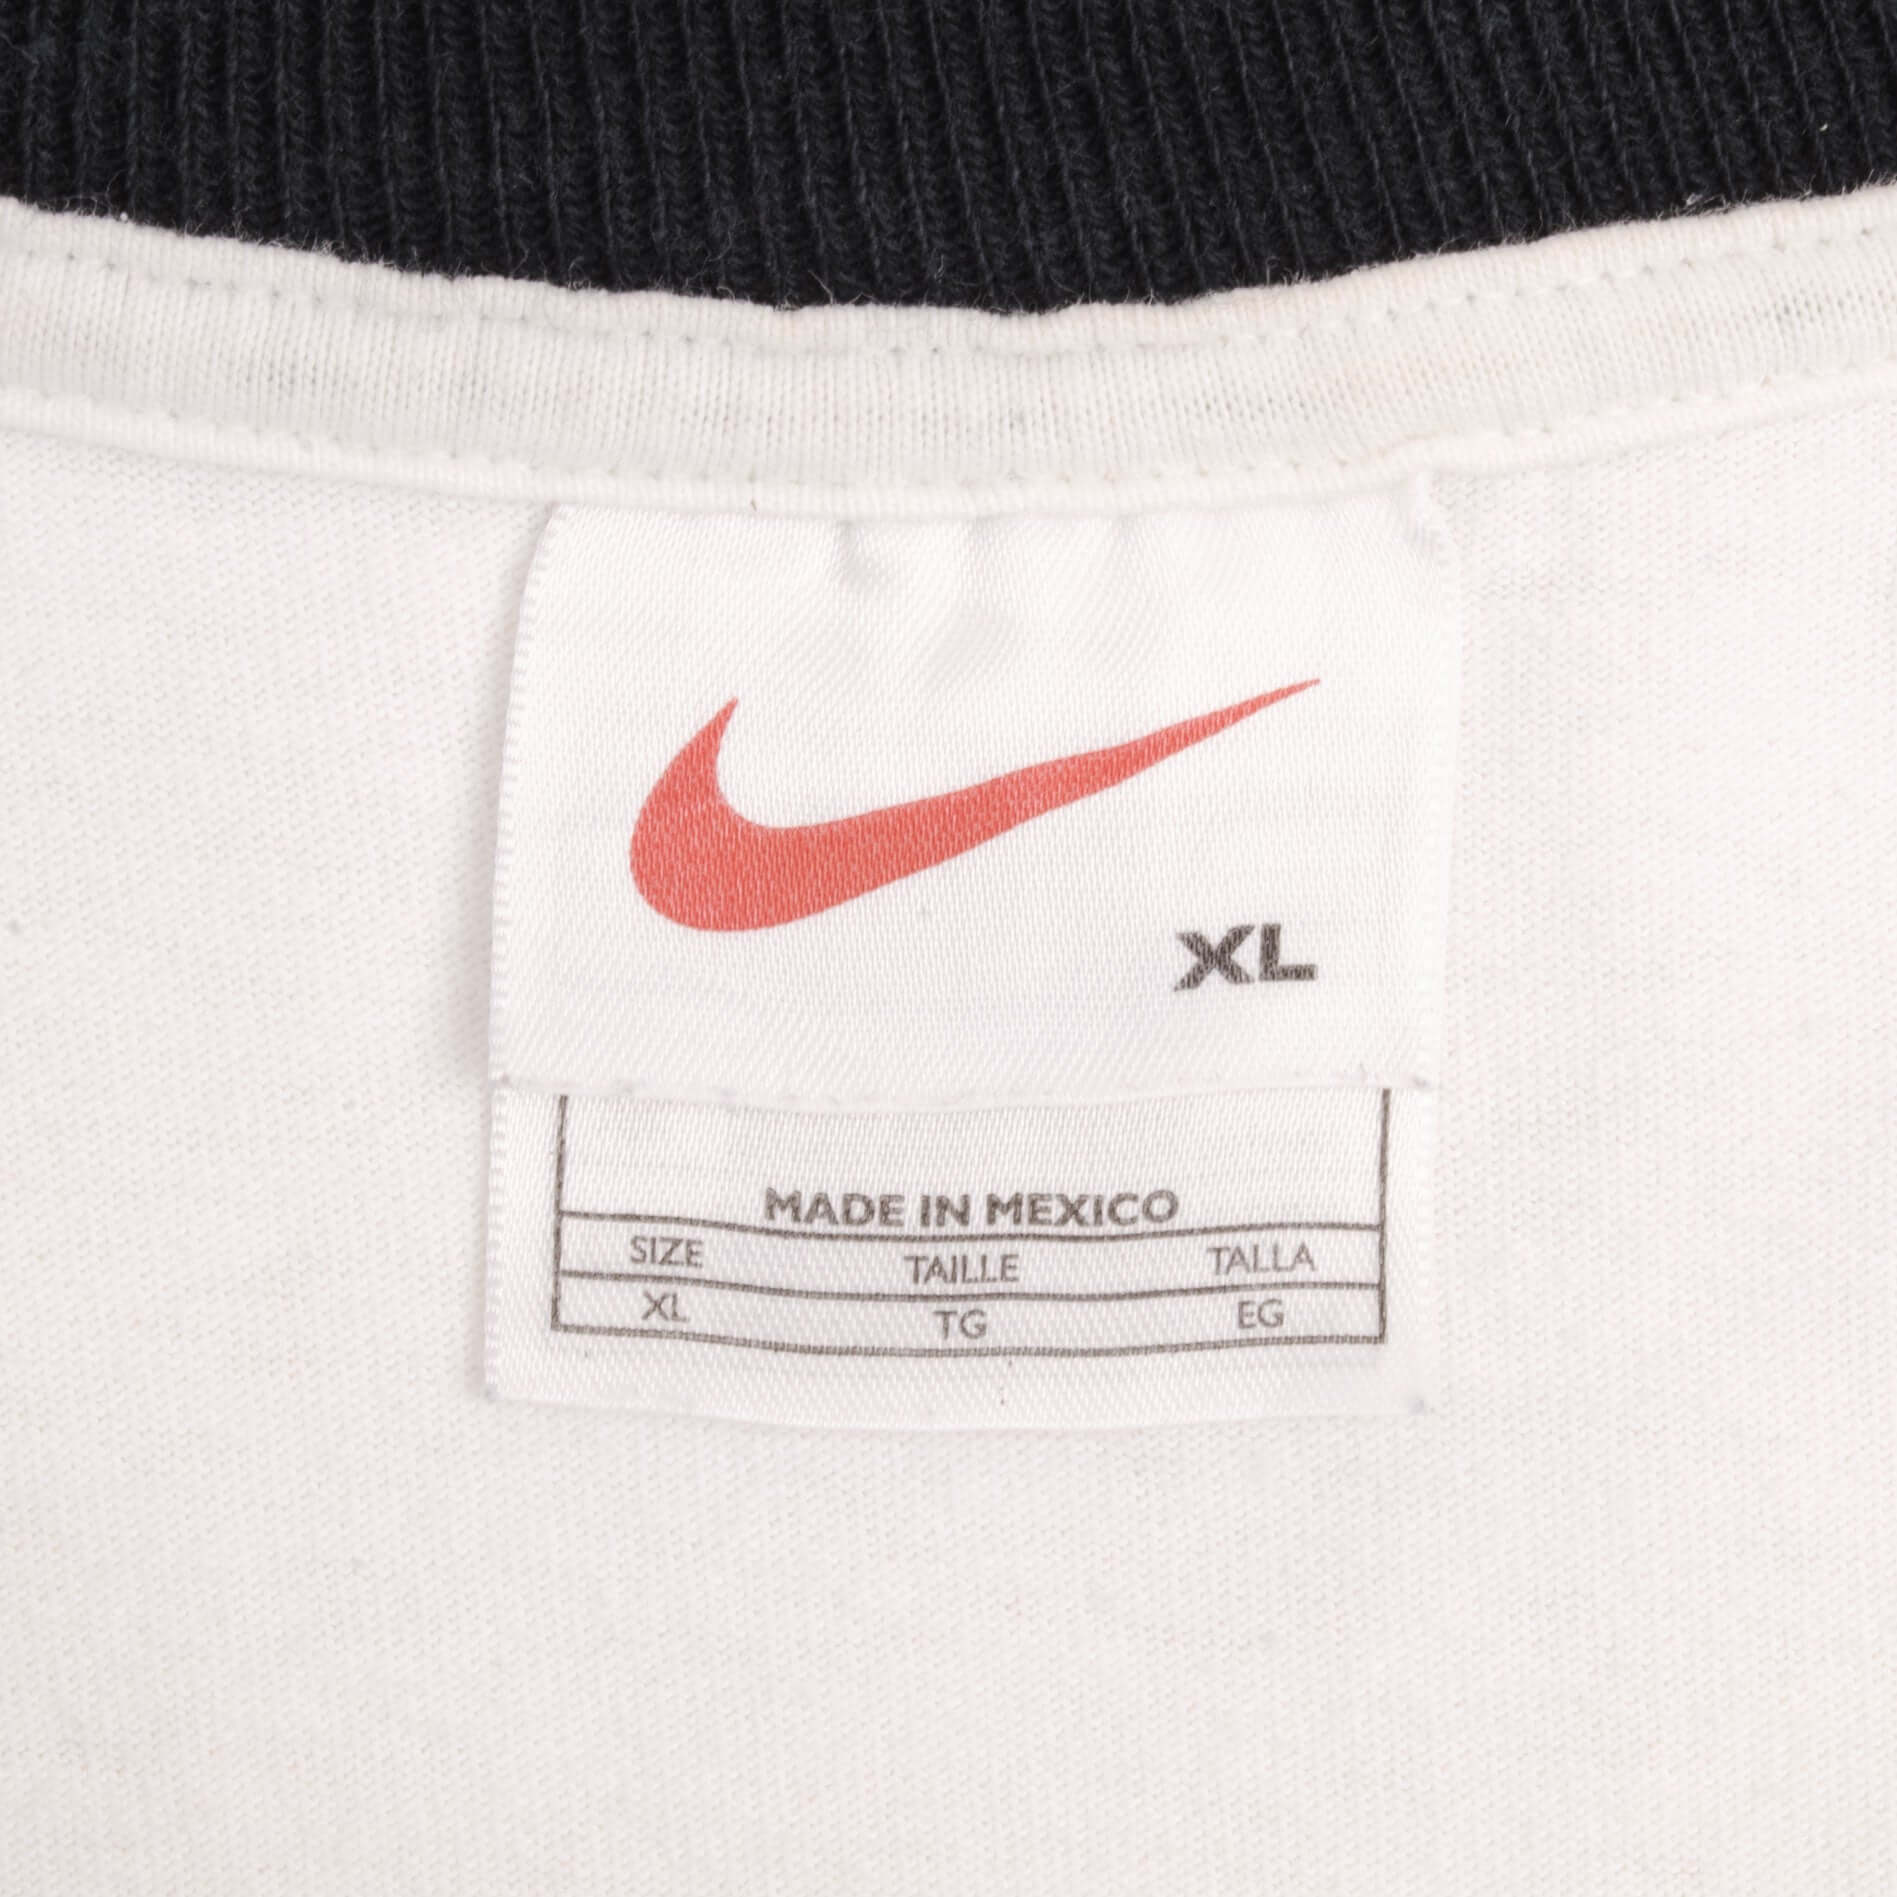 XL
MADE IN MEXICO
SIZE TAILLE TALLA
XL TG EG